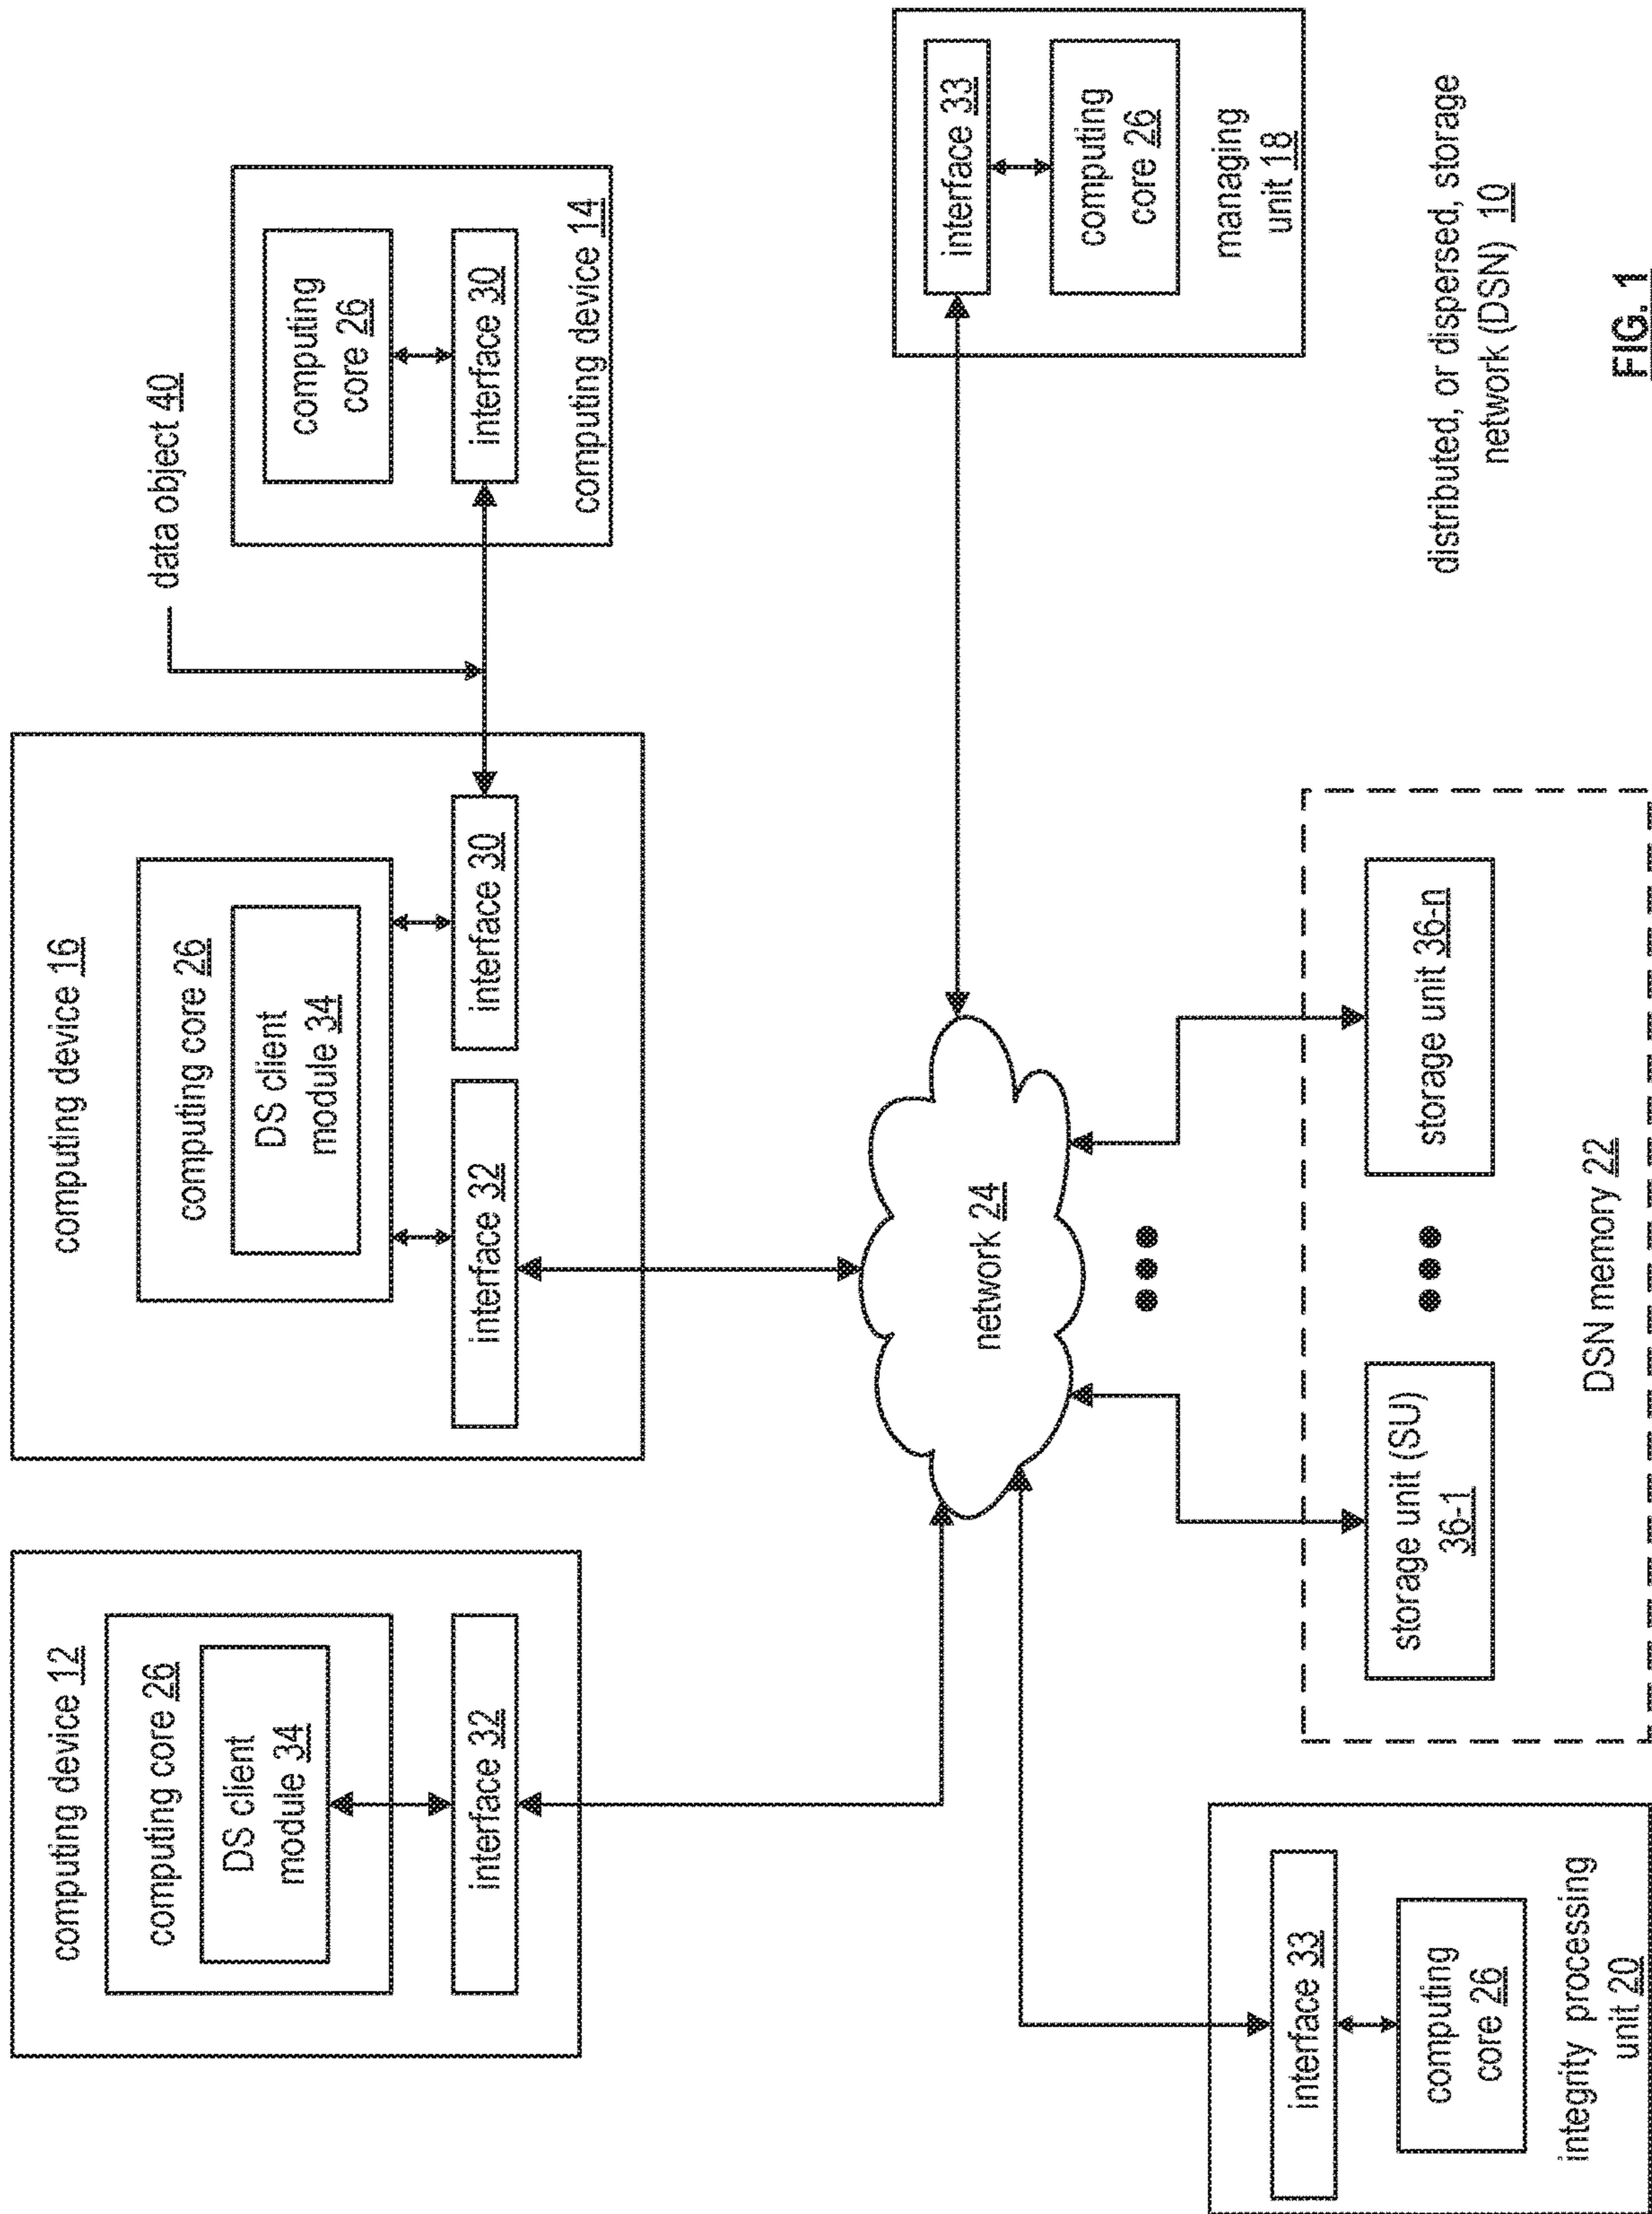 computing device 12
computing core 26
DS client
module 34
interface 32
computing device 16
computing core 26
DS client
module 34
interface 32
interface 30
data object 40
computing
core 26
interface 30
computing device 14
network 24
interface 33
computing
core 26
managing
unit 18
interface 33
computing
core 26
integrity processing
unit 20
storage unit (SU)
36-1
storage unit 36-n
DSN memory 22
distributed, or dispersed, storage
network (DSN) 10
FIG. 1